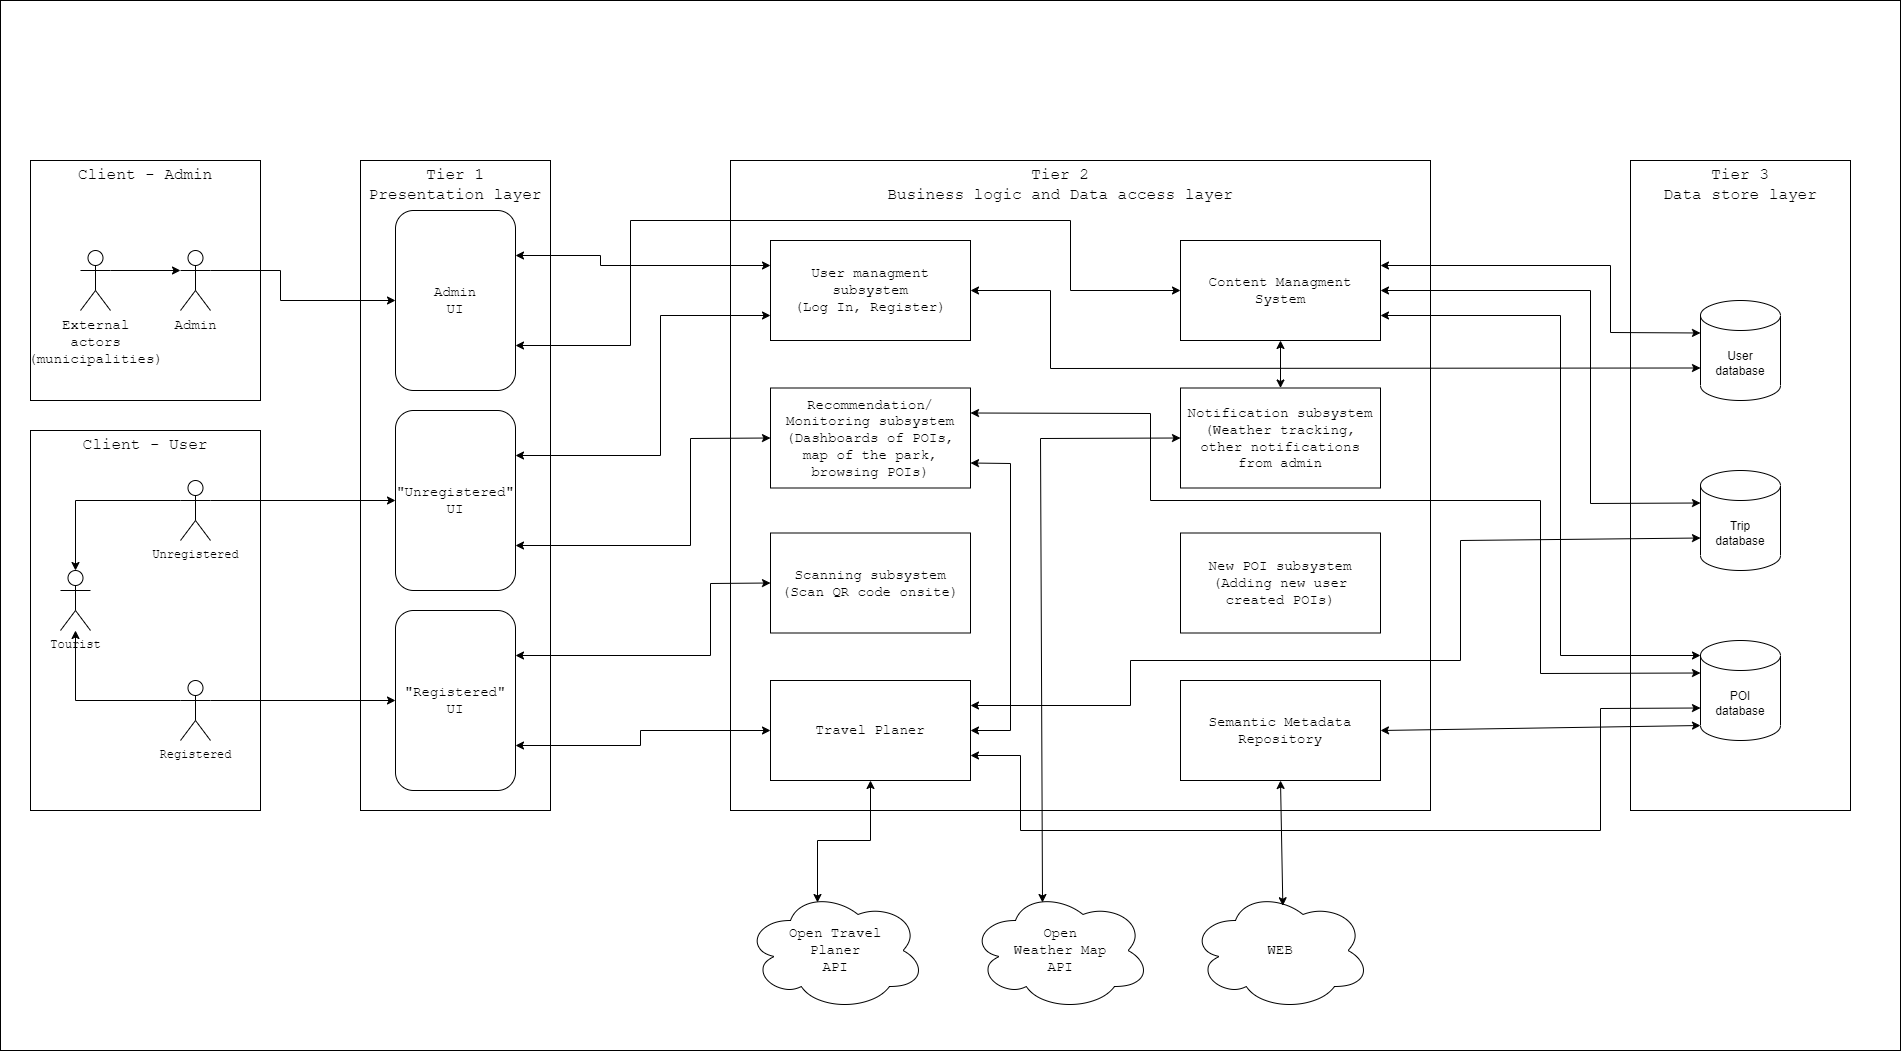 Client - Admin
External
actors
(municipalities)
Admin
Client - User
Unregistered
Tourist
Registered
Tier 1
Presentation layer
Admin
UI
"Unregistered"
UI
"Registered"
UI
Tier 2
Business logic and Data access layer
User managment
subsystem
(Log In, Register)
Content Managment
System
Recommendation/
Monitoring subsystem
(Dashboards of POIs,
map of the park,
browsing POIs)
Notification subsystem
(Weather tracking,
other notifications
from admin
Scanning subsystem
(Scan QR code onsite)
New POI subsystem
(Adding new user
created POIs)
Travel Planer
Semantic Metadata
Repository
Tier 3
Data store layer
User
database
Trip
database
POI
database
Open Travel
Planer
API
Open
Weather Map
API
WEB